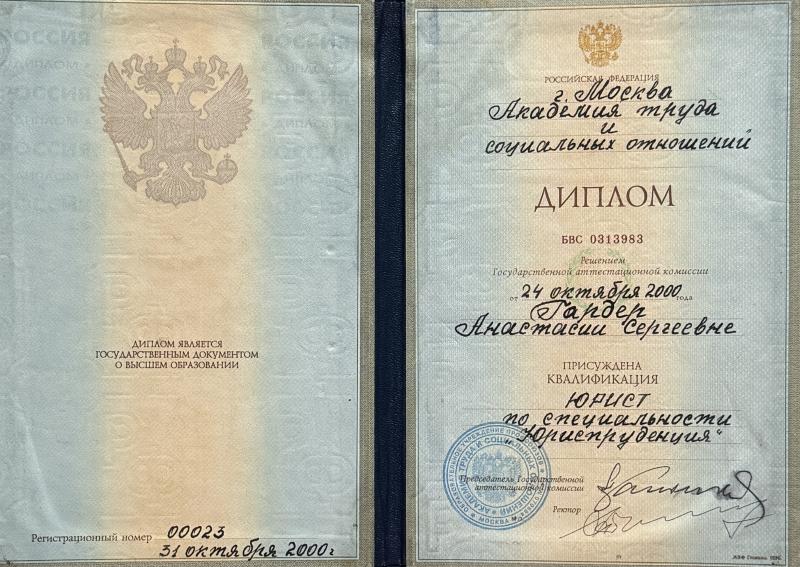 ДИПЛОМ ЯВЛЯЕТСЯ
ГОСУДАРСТВЕННЫМ ДОКУМЕНТОМ
О ВЫСШЕМ ОБРАЗОВАНИИ
Регистрационный номер 00023
31 октября 2000г
РОССИЙСКАЯ ФЕДЕРАЦИЯ
г. Москва
Академия труда
и
социальных отношений
ДИПЛОМ
БВС 0313983
Решением
Государственной аттестационной комиссии
от 24 октября 2000 года
Гардер
Анастасии Сергеевне
ПРИСУЖДЕНА
КВАЛИФИКАЦИЯ
ЮРИСТ
по специальности
„Юриспруденция"
Председатель Государственной
аттестационной комиссии
Ректор